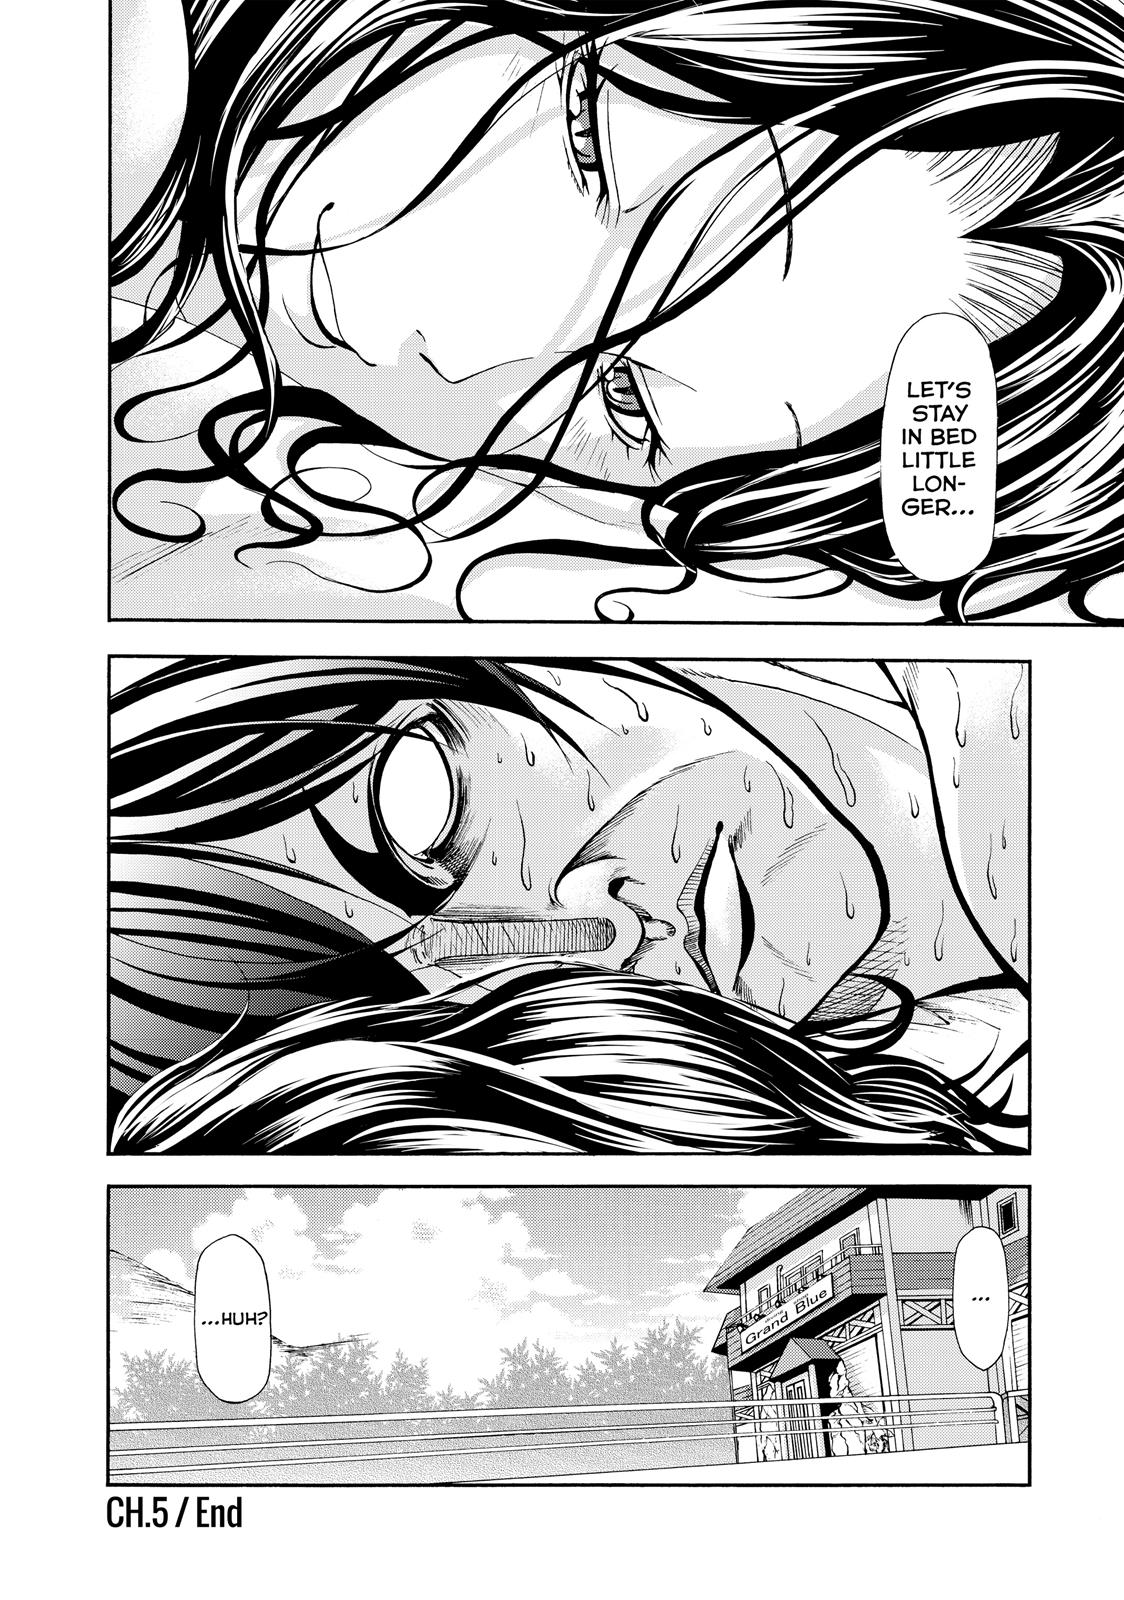 LET'S
STAY
IN BED
LITTLE
LON-
GER...
...
...HUH?
Grand Blue
CH.5 / End